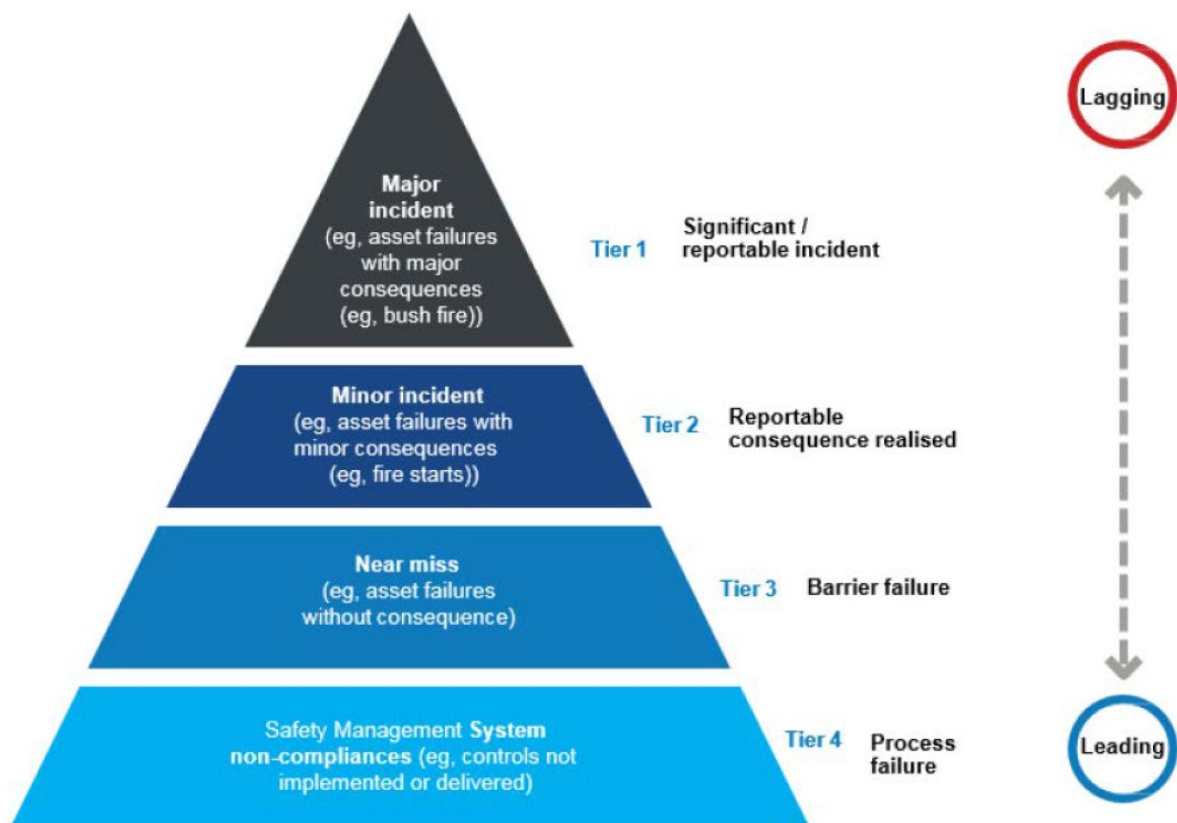 Lagging
Major
incident
(eg, asset failures
with major
consequences
(eg, bush fire))
Tier 1
Significant /
reportable incident
Minor incident
(eg, asset failures with
minor consequences
(eg, fire starts))
Tier 2
Reportable
consequence realised
Near miss
(eg, asset failures
without consequence)
Tier 3
Barrier failure
Safety Management System
non-compliances (eg, controls not
implemented or delivered)
Tier 4
Process
failure
Leading